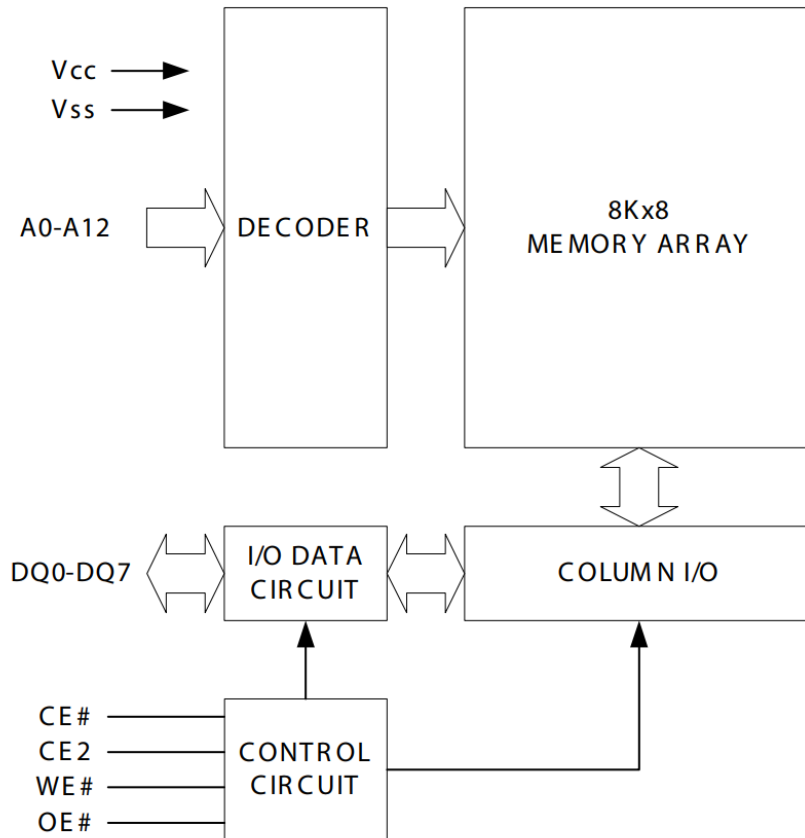 Vcc
Vss
A0-A12
DECODER
8Kx8
MEMORY ARRAY
DQ0-DQ7
I/O DATA
CIRCUIT
COLUMN I/O
CE#
CE2
WE#
OE#
CONTROL
CIRCUIT